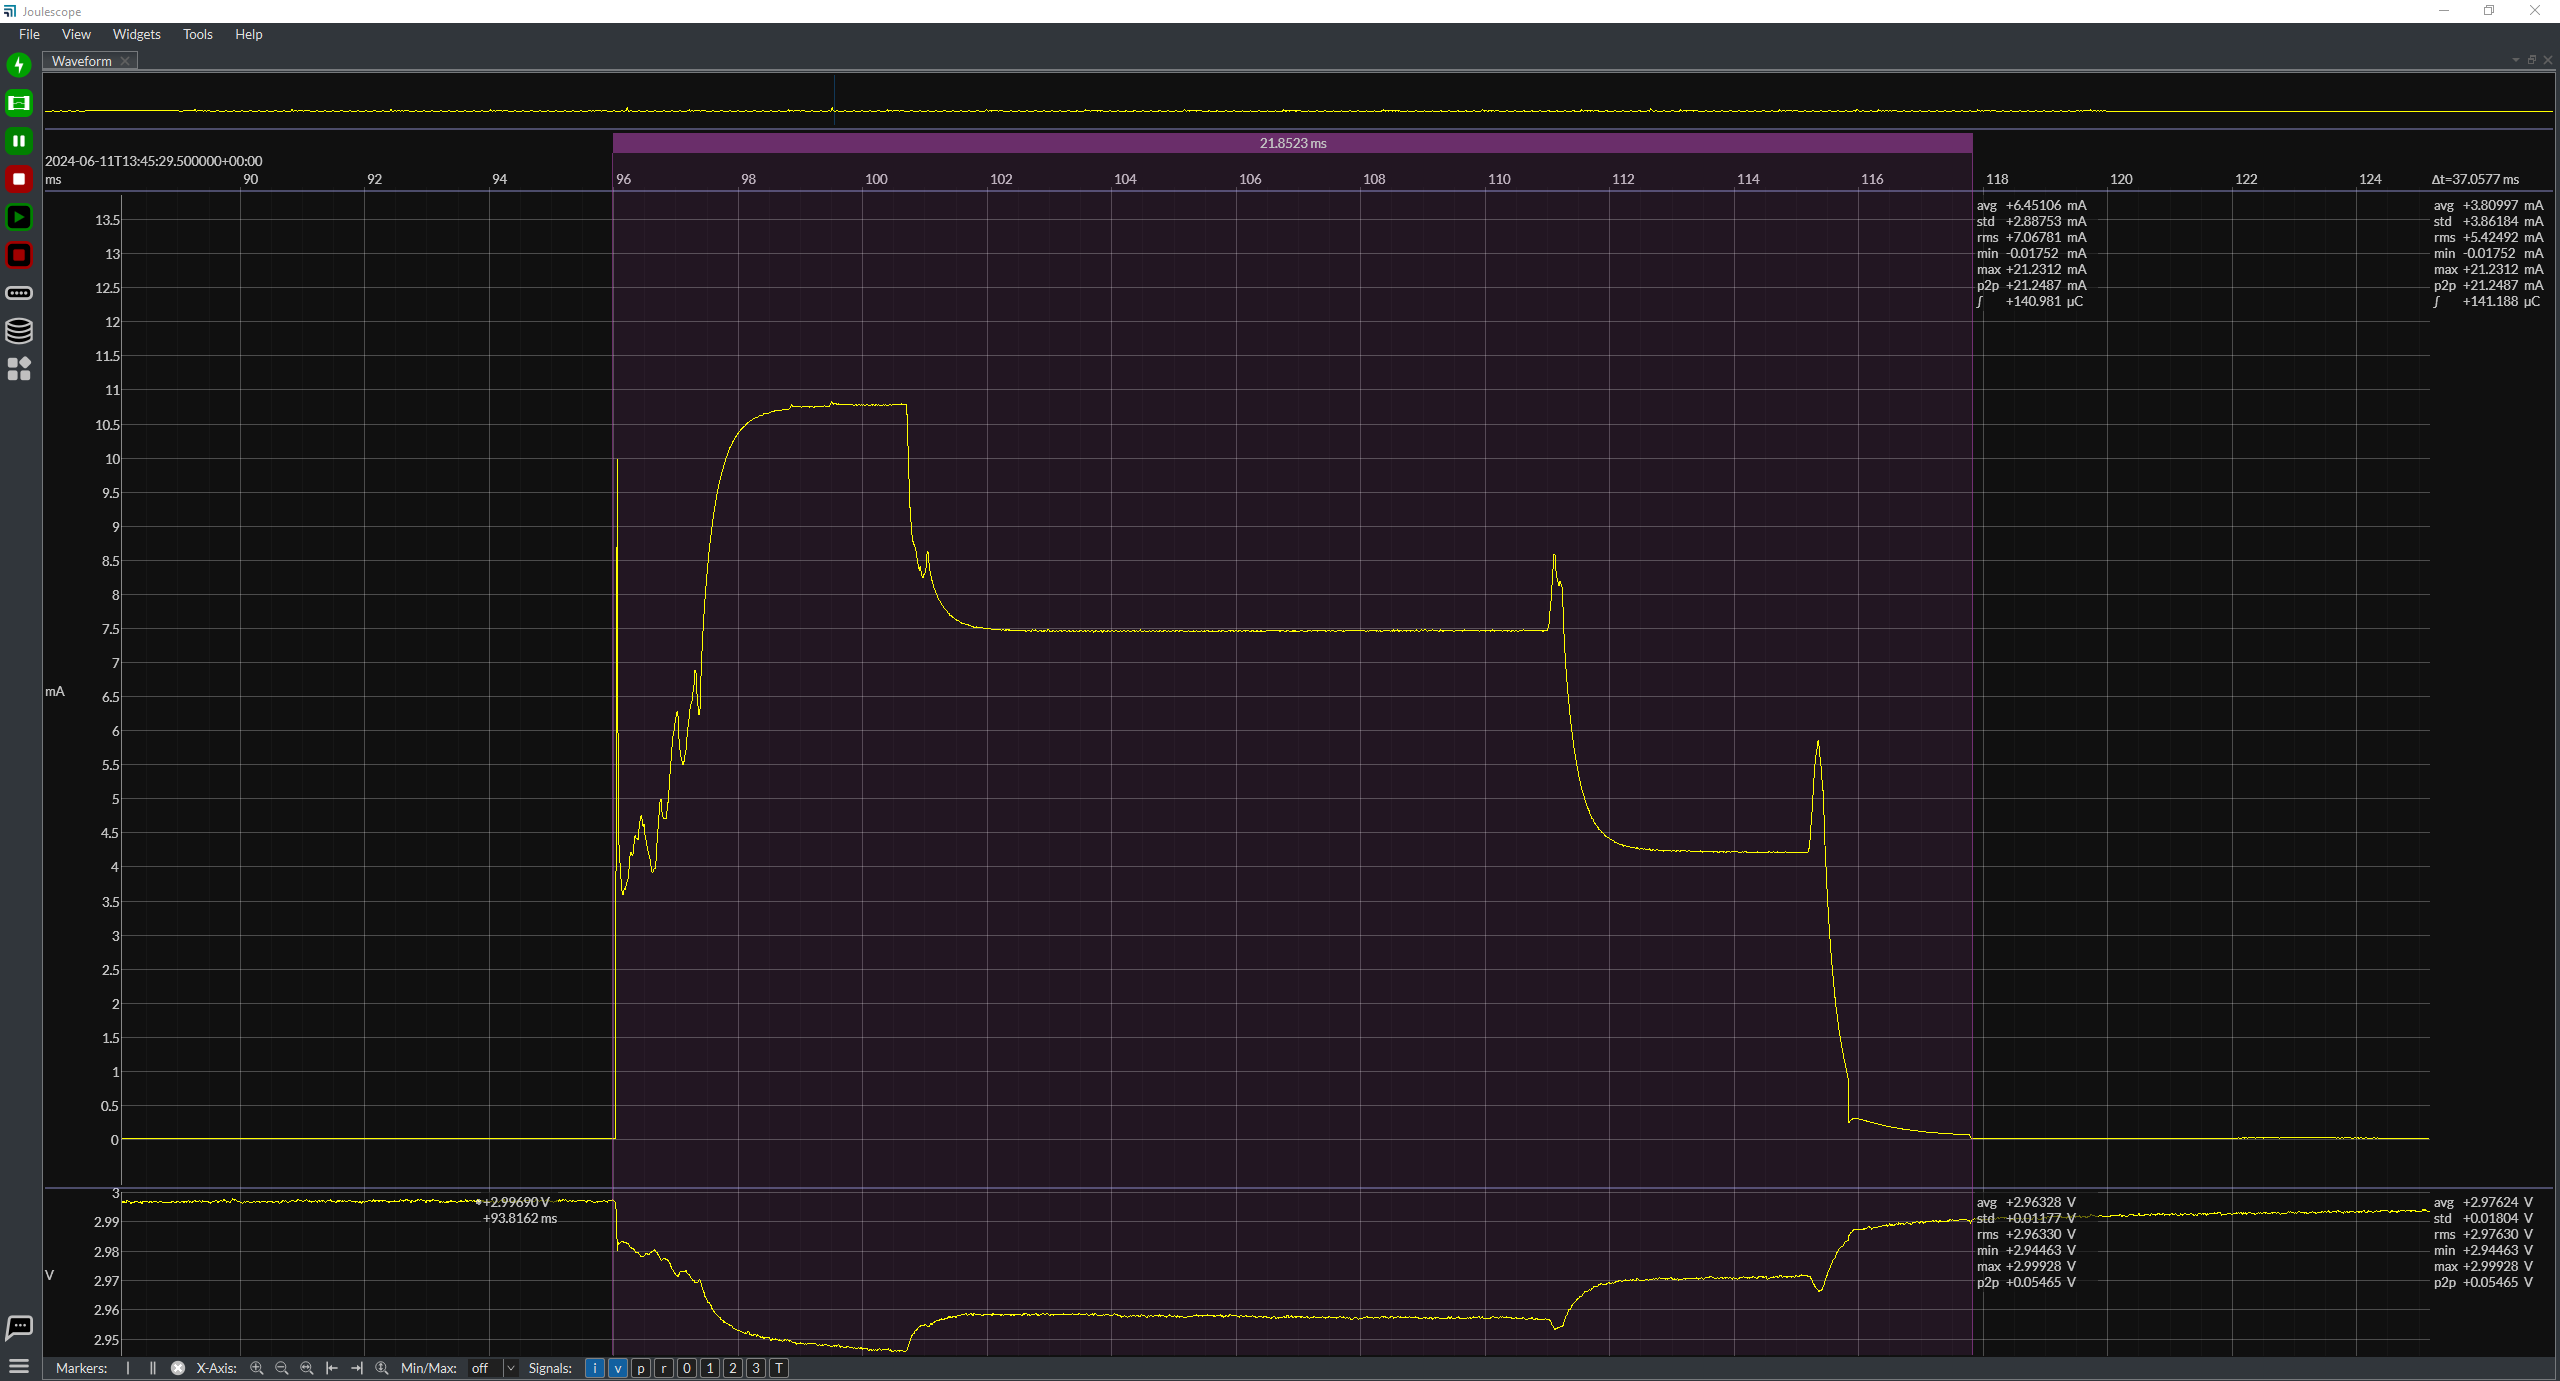 Joulescope
File View Widgets Tools Help
Waveform
21.8523 ms
2024-06-11T13:45:29.500000+00:00
ms 90 92 94 96 98 100 102 104 106 108 110 112 114 116 118 120 122 124 Δt=37.0577 ms
13.5
13
12.5
12
11.5
11
10.5
10
9.5
9
8.5
8
7.5
7
6.5
6
5.5
5
4.5
4
3.5
3
2.5
2
1.5
1
0.5
0
mA
avg +6.45106 mA
std +2.88753 mA
rms +7.06781 mA
min -0.01752 mA
max +21.2312 mA
p2p +21.2487 mA
∫ +140.981 µC
avg +3.80997 mA
std +3.86184 mA
rms +5.42492 mA
min -0.01752 mA
max +21.2312 mA
p2p +21.2487 mA
∫ +141.188 µC
3
2.99
2.98
2.97
2.96
2.95
V
+2.99690 V
+93.8162 ms
avg +2.96328 V
std +0.01177 V
rms +2.96330 V
min +2.94463 V
max +2.99928 V
p2p +0.05465 V
avg +2.97624 V
std +0.01804 V
rms +2.97630 V
min +2.94463 V
max +2.99928 V
p2p +0.05465 V
Markers: X-Axis: Min/Max: off Signals: i v p r 0 1 2 3 T